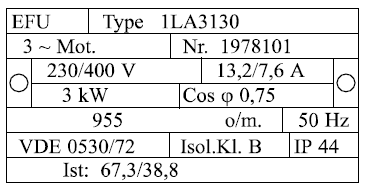 EFU Type 1LA3130
3 ~ Mot. Nr. 1978101
230/400 V 13,2/7,6 A
3 kW Cos φ 0,75
955 o/m. 50 Hz
VDE 0530/72 Isol.Kl. B IP 44
Ist: 67,3/38,8